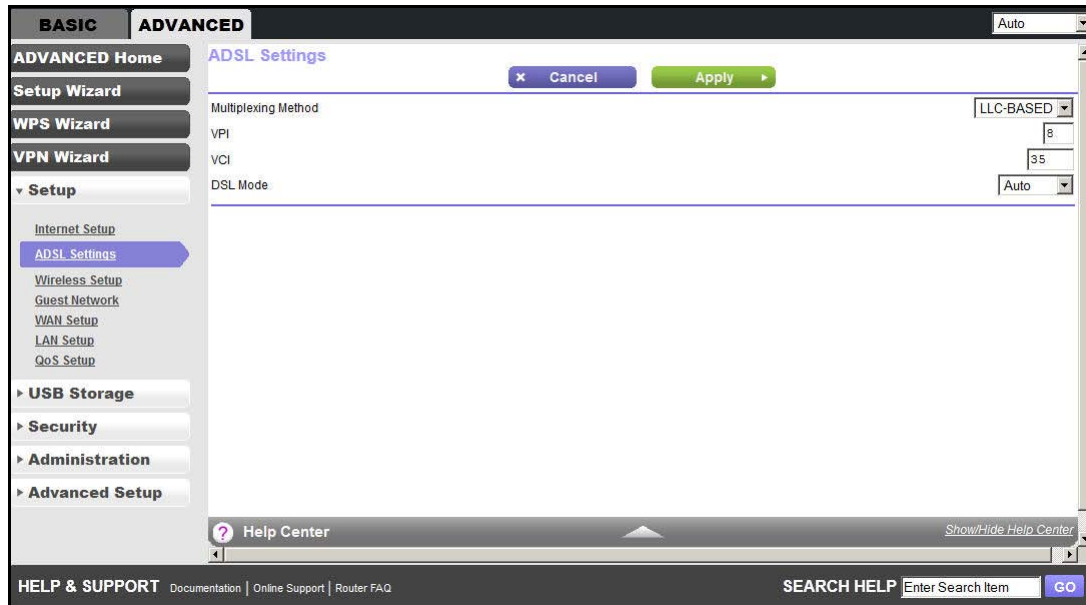 BASIC ADVANCED Auto
ADVANCED Home
Setup Wizard
WPS Wizard
VPN Wizard
Setup
Internet Setup
ADSL Settings
Wireless Setup
Guest Network
WAN Setup
LAN Setup
QoS Setup
USB Storage
Security
Administration
Advanced Setup
ADSL Settings
Cancel Apply
Multiplexing Method LLC-BASED
VPI 8
VCI 35
DSL Mode Auto
Help Center Show/Hide Help Center
HELP & SUPPORT Documentation | Online Support | Router FAQ SEARCH HELP Enter Search Item GO